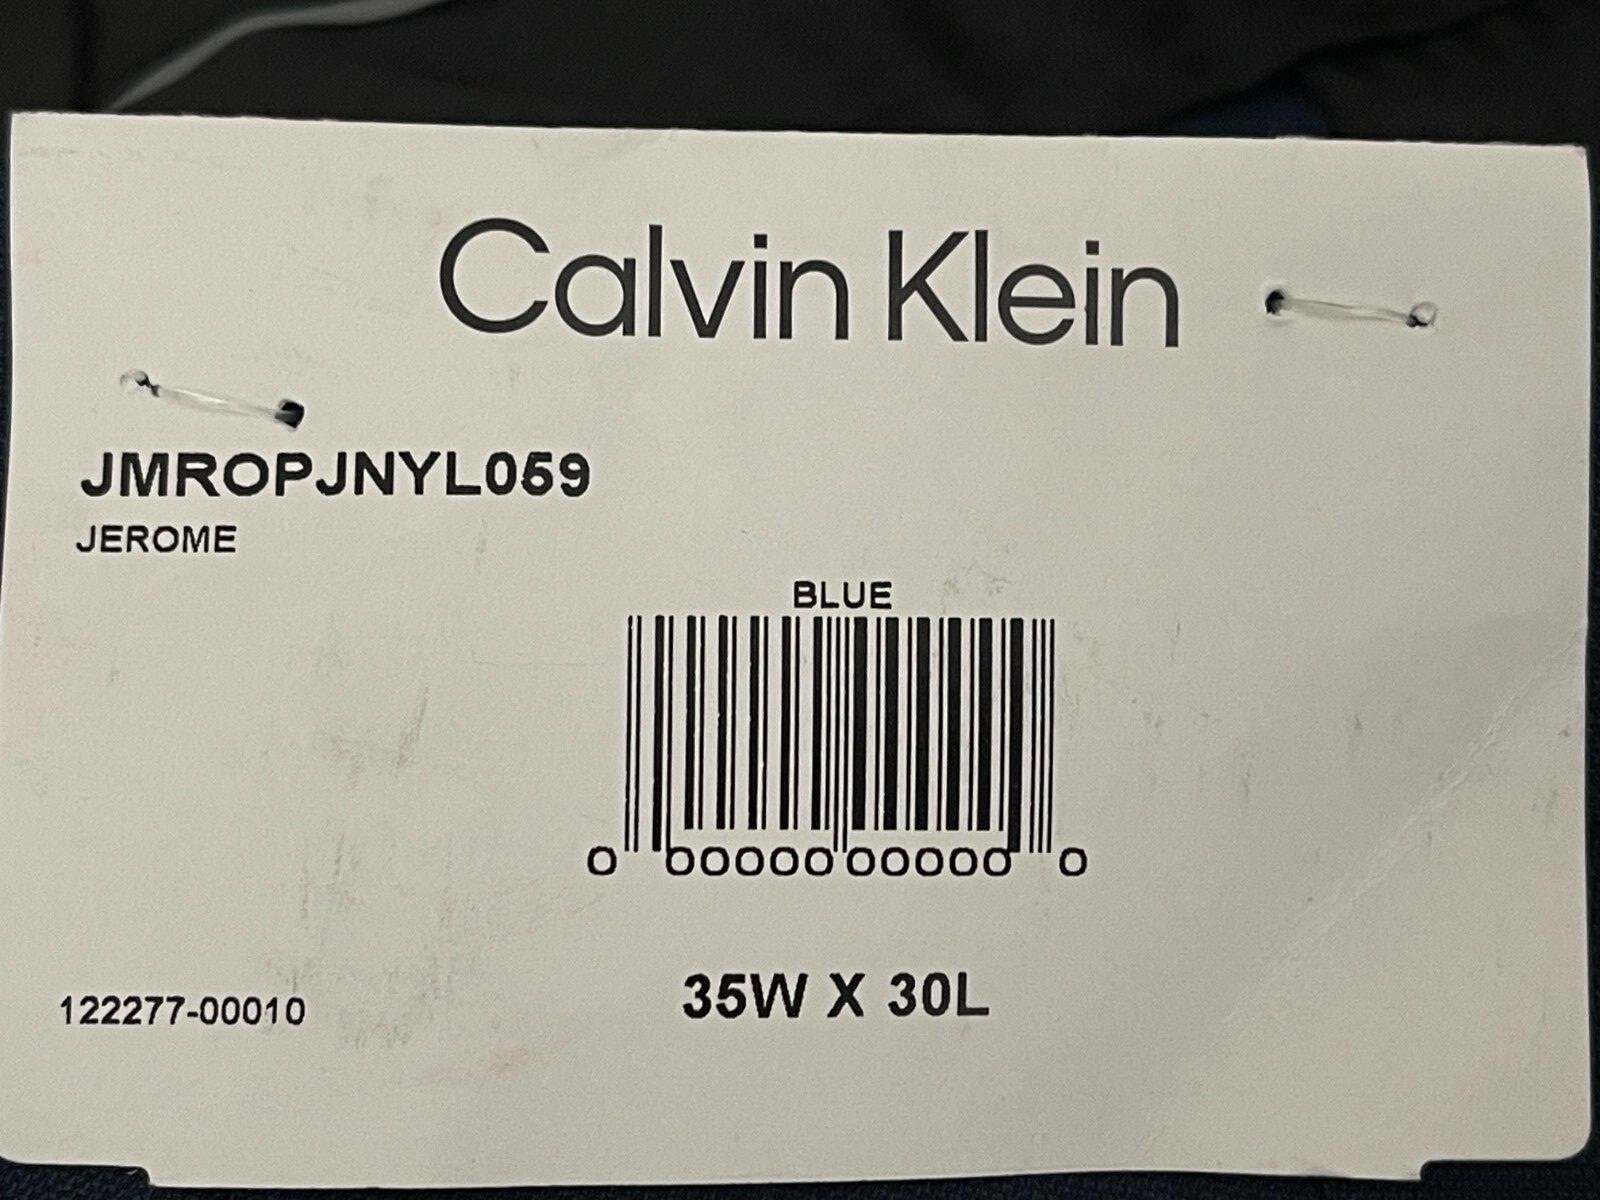 Calvin Klein
JMROPJNYL059
JEROME
BLUE
0 00000 00000 0
35W X 30L
122277-00010